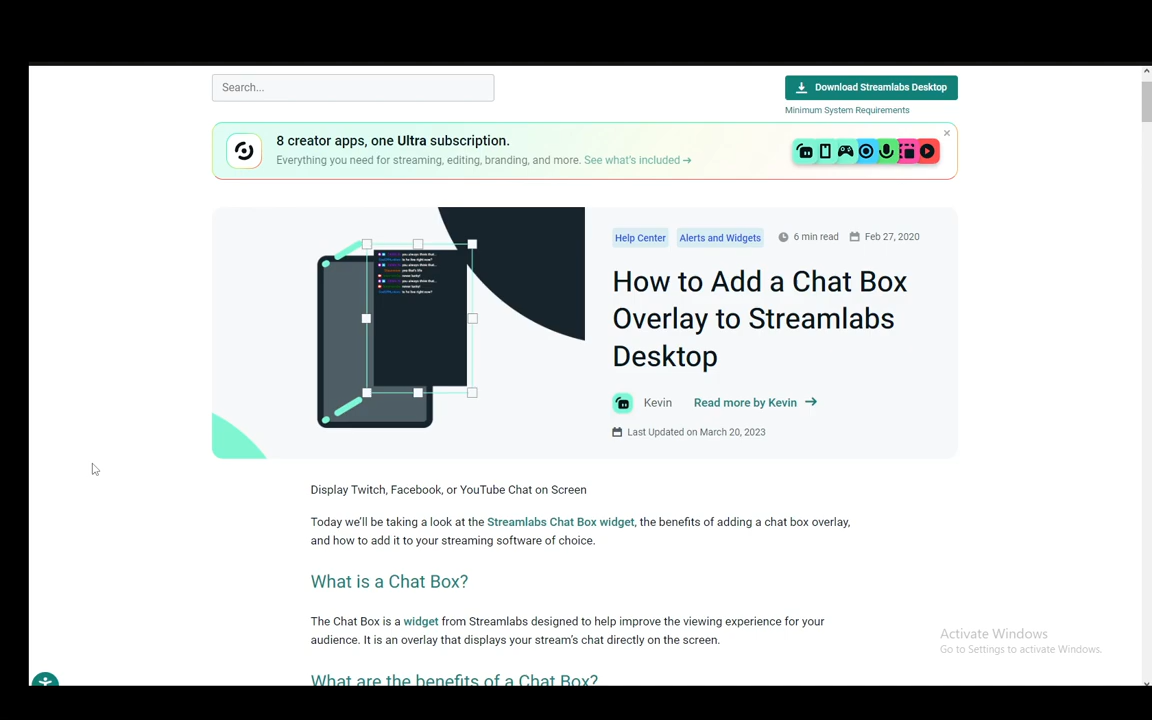 Search...
Download Streamlabs Desktop
Minimum System Requirements
8 creator apps, one Ultra subscription.
Everything you need for streaming, editing, branding, and more. See what's included →
Help Center Alerts and Widgets 6 min read Feb 27, 2020
How to Add a Chat Box
Overlay to Streamlabs
Desktop
Kevin Read more by Kevin →
Last Updated on March 20, 2023
Display Twitch, Facebook, or YouTube Chat on Screen
Today we'll be taking a look at the Streamlabs Chat Box widget, the benefits of adding a chat box overlay,
and how to add it to your streaming software of choice.
What is a Chat Box?
The Chat Box is a widget from Streamlabs designed to help improve the viewing experience for your
audience. It is an overlay that displays your stream's chat directly on the screen.
What are the benefits of a Chat Box?
Activate Windows
Go to Settings to activate Windows.